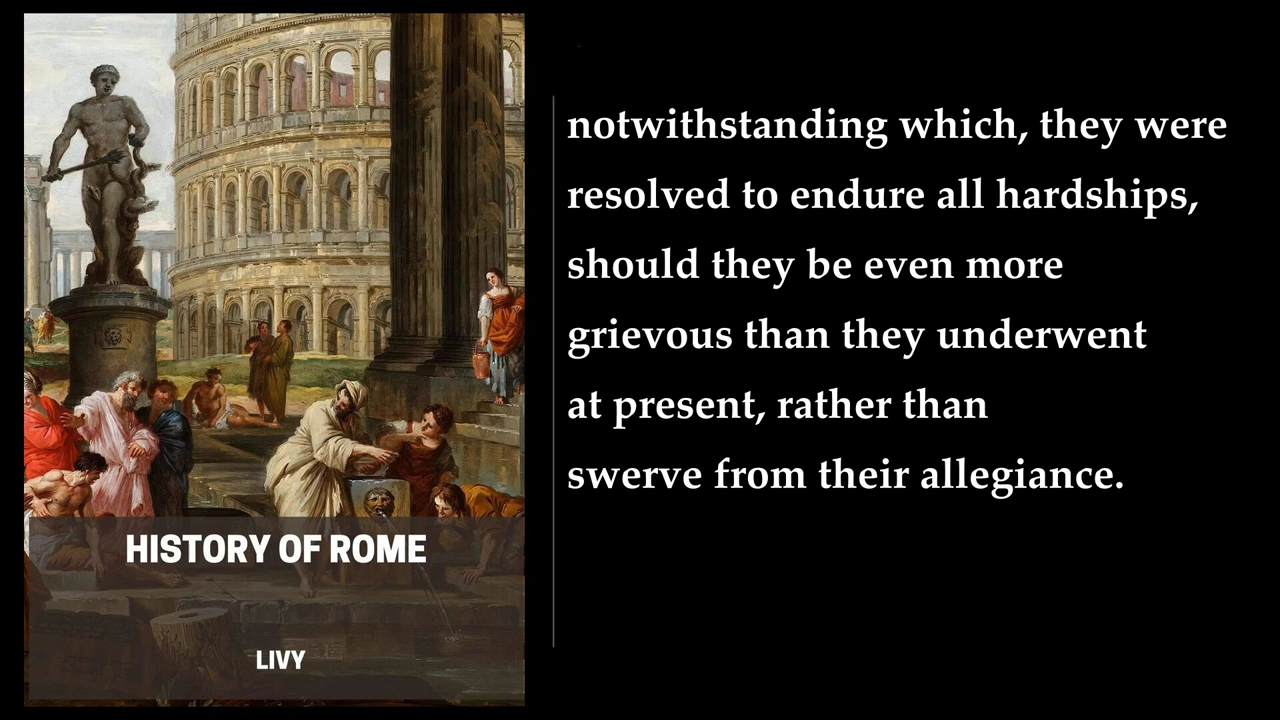 HISTORY OF ROME
LIVY
notwithstanding which, they were
resolved to endure all hardships,
should they be even more
grievous than they underwent
at present, rather than
swerve from their allegiance.